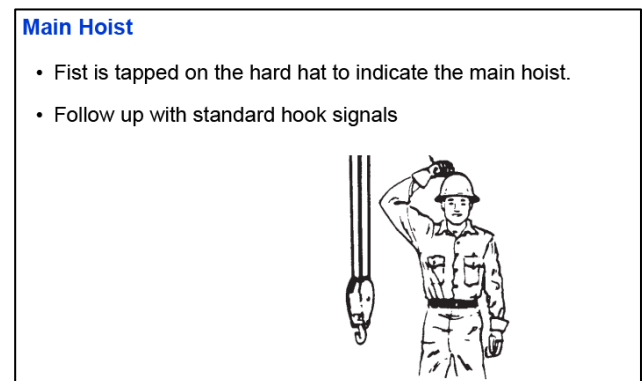 Main Hoist
• Fist is tapped on the hard hat to indicate the main hoist.
• Follow up with standard hook signals